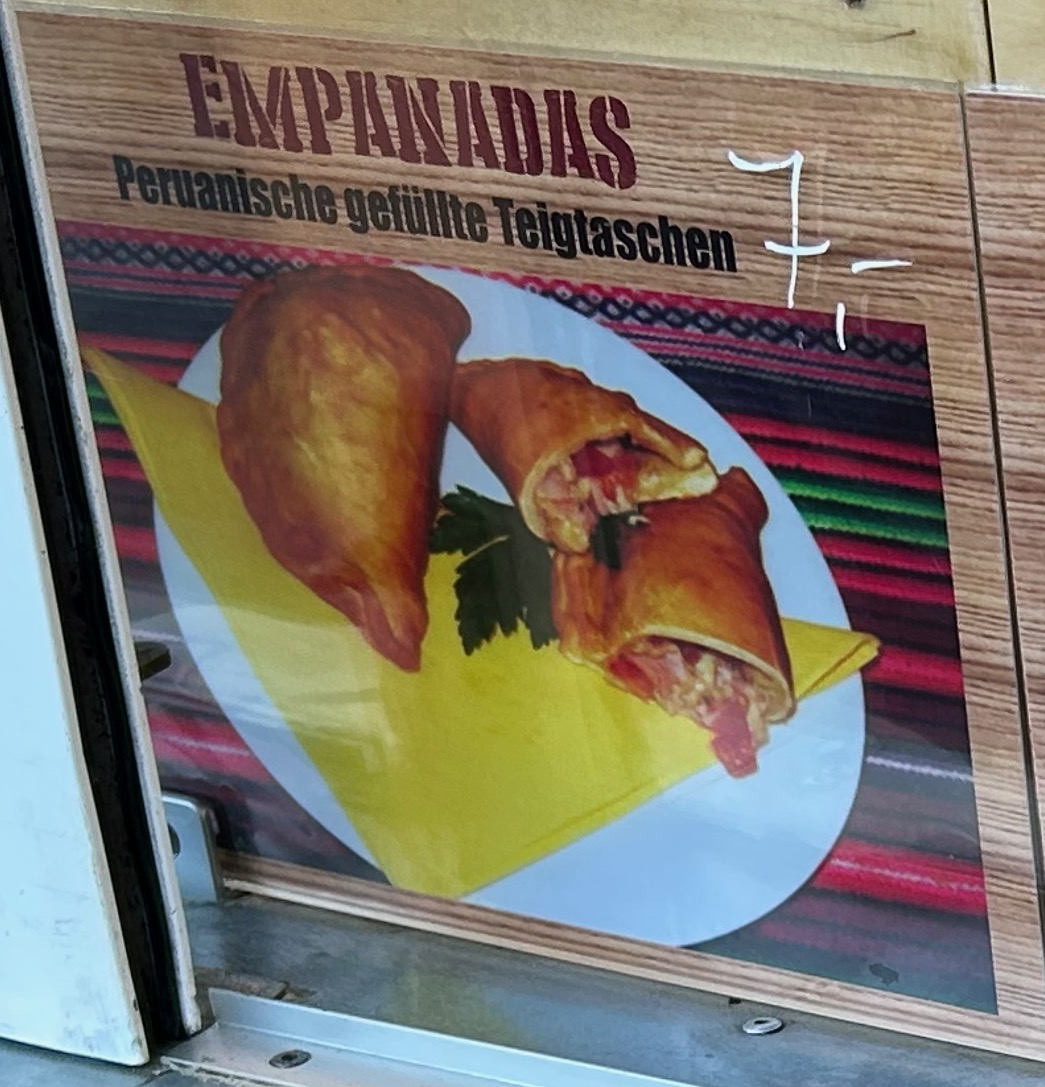 EMPANADAS
Peruanische gefüllte Teigtaschen
7,-